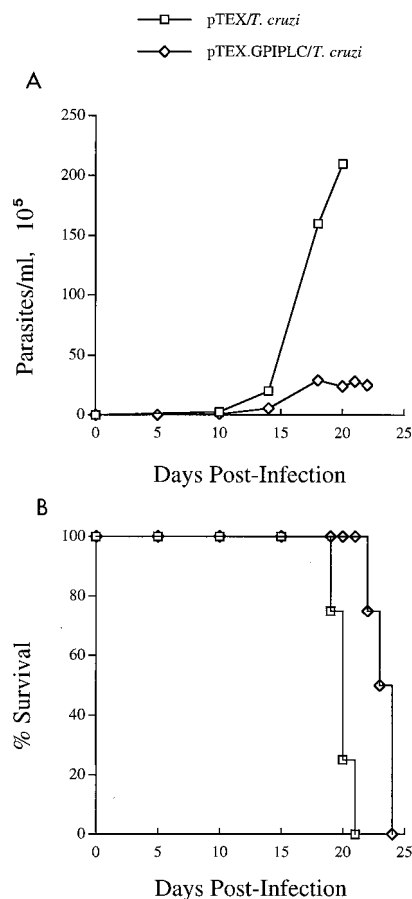 pTEX/T. cruzi
pTEX.GPIPLC/T. cruzi
A
250
200
150
100
50
0
Parasites/ml, 10⁵
0 5 10 15 20 25
Days Post-Infection
B
100
80
60
40
20
0
% Survival
0 5 10 15 20 25
Days Post-Infection